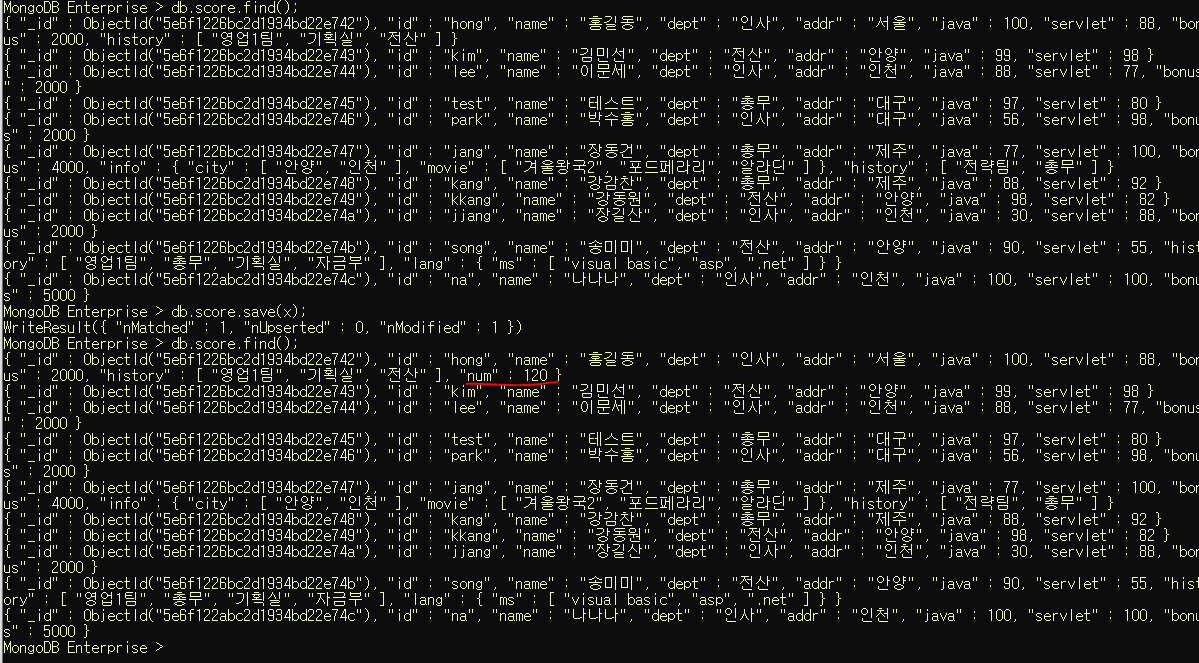 MongoDB Enterprise > db.score.find();
{ "_id" : ObjectId("5e6f1226bc2d1934bd22e742"), "id" : "hong", "name" : "홍길동", "dept" : "인사", "addr" : "서울", "java" : 100, "servlet" : 88, "bon
us" : 2000, "history" : [ "영업1팀", "기획실", "전산" ] }
{ "_id" : ObjectId("5e6f1226bc2d1934bd22e743"), "id" : "kim", "name" : "김민선", "dept" : "전산", "addr" : "안양", "java" : 99, "servlet" : 98 }
{ "_id" : ObjectId("5e6f1226bc2d1934bd22e744"), "id" : "lee", "name" : "이문세", "dept" : "인사", "addr" : "인천", "java" : 88, "servlet" : 77, "bonus
" : 2000 }
{ "_id" : ObjectId("5e6f1226bc2d1934bd22e745"), "id" : "test", "name" : "테스트", "dept" : "총무", "addr" : "대구", "java" : 97, "servlet" : 80 }
{ "_id" : ObjectId("5e6f1226bc2d1934bd22e746"), "id" : "park", "name" : "박수홍", "dept" : "인사", "addr" : "대구", "java" : 56, "servlet" : 98, "bonu
s" : 2000 }
{ "_id" : ObjectId("5e6f1226bc2d1934bd22e747"), "id" : "jang", "name" : "장동건", "dept" : "총무", "addr" : "제주", "java" : 77, "servlet" : 100, "bon
us" : 4000, "info" : { "city" : [ "안양", "인천" ], "movie" : [ "겨울왕국2", "포드페라리", "알라딘" ] }, "history" : [ "전략팀", "총무" ] }
{ "_id" : ObjectId("5e6f1226bc2d1934bd22e748"), "id" : "kang", "name" : "강감찬", "dept" : "총무", "addr" : "제주", "java" : 88, "servlet" : 92 }
{ "_id" : ObjectId("5e6f1226bc2d1934bd22e749"), "id" : "kkang", "name" : "강동원", "dept" : "전산", "addr" : "안양", "java" : 98, "servlet" : 82 }
{ "_id" : ObjectId("5e6f1226bc2d1934bd22e74a"), "id" : "jjang", "name" : "장길산", "dept" : "인사", "addr" : "인천", "java" : 30, "servlet" : 88, "bon
us" : 2000 }
{ "_id" : ObjectId("5e6f1226bc2d1934bd22e74b"), "id" : "song", "name" : "송미미", "dept" : "전산", "addr" : "안양", "java" : 90, "servlet" : 55, "hist
ory" : [ "영업1팀", "총무", "기획실", "자금부" ], "lang" : { "ms" : [ "visual basic", "asp", ".net" ] } }
{ "_id" : ObjectId("5e6f1226bc2d1934bd22e74c"), "id" : "na", "name" : "나나나", "dept" : "인사", "addr" : "인천", "java" : 100, "servlet" : 100, "bonu
s" : 5000 }
MongoDB Enterprise > db.score.save(x);
WriteResult({ "nMatched" : 1, "nUpserted" : 0, "nModified" : 1 })
MongoDB Enterprise > db.score.find();
{ "_id" : ObjectId("5e6f1226bc2d1934bd22e742"), "id" : "hong", "name" : "홍길동", "dept" : "인사", "addr" : "서울", "java" : 100, "servlet" : 88, "bon
us" : 2000, "history" : [ "영업1팀", "기획실", "전산" ], "num" : 120 }
{ "_id" : ObjectId("5e6f1226bc2d1934bd22e743"), "id" : "kim", "name" : "김민선", "dept" : "전산", "addr" : "안양", "java" : 99, "servlet" : 98 }
{ "_id" : ObjectId("5e6f1226bc2d1934bd22e744"), "id" : "lee", "name" : "이문세", "dept" : "인사", "addr" : "인천", "java" : 88, "servlet" : 77, "bonus
" : 2000 }
{ "_id" : ObjectId("5e6f1226bc2d1934bd22e745"), "id" : "test", "name" : "테스트", "dept" : "총무", "addr" : "대구", "java" : 97, "servlet" : 80 }
{ "_id" : ObjectId("5e6f1226bc2d1934bd22e746"), "id" : "park", "name" : "박수홍", "dept" : "인사", "addr" : "대구", "java" : 56, "servlet" : 98, "bonu
s" : 2000 }
{ "_id" : ObjectId("5e6f1226bc2d1934bd22e747"), "id" : "jang", "name" : "장동건", "dept" : "총무", "addr" : "제주", "java" : 77, "servlet" : 100, "bon
us" : 4000, "info" : { "city" : [ "안양", "인천" ], "movie" : [ "겨울왕국2", "포드페라리", "알라딘" ] }, "history" : [ "전략팀", "총무" ] }
{ "_id" : ObjectId("5e6f1226bc2d1934bd22e748"), "id" : "kang", "name" : "강감찬", "dept" : "총무", "addr" : "제주", "java" : 88, "servlet" : 92 }
{ "_id" : ObjectId("5e6f1226bc2d1934bd22e749"), "id" : "kkang", "name" : "강동원", "dept" : "전산", "addr" : "안양", "java" : 98, "servlet" : 82 }
{ "_id" : ObjectId("5e6f1226bc2d1934bd22e74a"), "id" : "jjang", "name" : "장길산", "dept" : "인사", "addr" : "인천", "java" : 30, "servlet" : 88, "bon
us" : 2000 }
{ "_id" : ObjectId("5e6f1226bc2d1934bd22e74b"), "id" : "song", "name" : "송미미", "dept" : "전산", "addr" : "안양", "java" : 90, "servlet" : 55, "hist
ory" : [ "영업1팀", "총무", "기획실", "자금부" ], "lang" : { "ms" : [ "visual basic", "asp", ".net" ] } }
{ "_id" : ObjectId("5e6f1226bc2d1934bd22e74c"), "id" : "na", "name" : "나나나", "dept" : "인사", "addr" : "인천", "java" : 100, "servlet" : 100, "bonu
s" : 5000 }
MongoDB Enterprise >